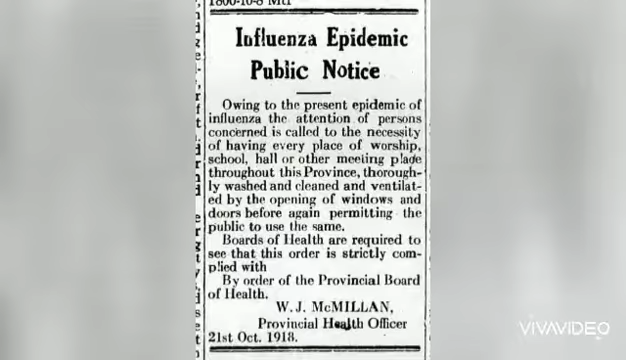 Influenza Epidemic
Public Notice
Owing to the present epidemic of
influenza the attention of persons
concerned is called to the necessity
of having every place of worship,
school, hall or other meeting place
throughout this Province, thorough-
ly washed and cleaned and ventilat-
ed by the opening of windows and
doors before again permitting the
public to use the same.
Boards of Health are required to
see that this order is strictly com-
plied with
By order of the Provincial Board
of Health.
W. J. McMILLAN,
Provincial Health Officer
21st Oct. 1918.
VIVAVIDEO